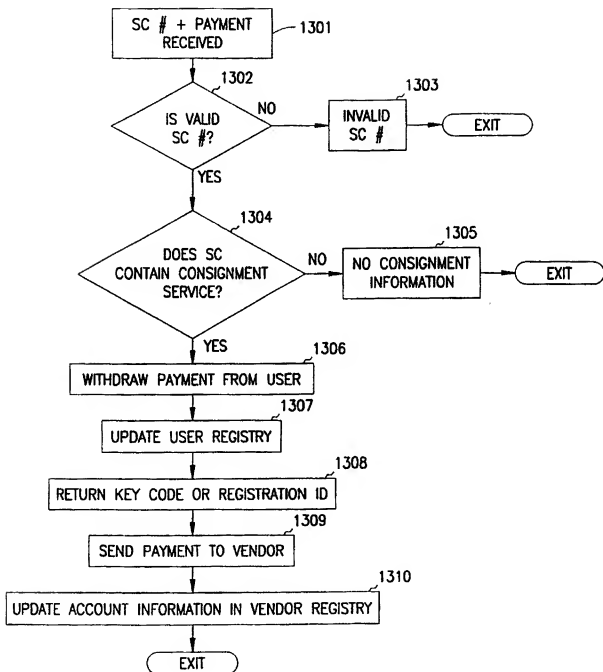 SC # + PAYMENT
RECEIVED
1301
1302
IS VALID
SC #?
NO
1303
INVALID
SC #
EXIT
YES
1304
DOES SC
CONTAIN CONSIGNMENT
SERVICE?
NO
1305
NO CONSIGNMENT
INFORMATION
EXIT
YES
1306
WITHDRAW PAYMENT FROM USER
1307
UPDATE USER REGISTRY
1308
RETURN KEY CODE OR REGISTRATION ID
1309
SEND PAYMENT TO VENDOR
1310
UPDATE ACCOUNT INFORMATION IN VENDOR REGISTRY
EXIT